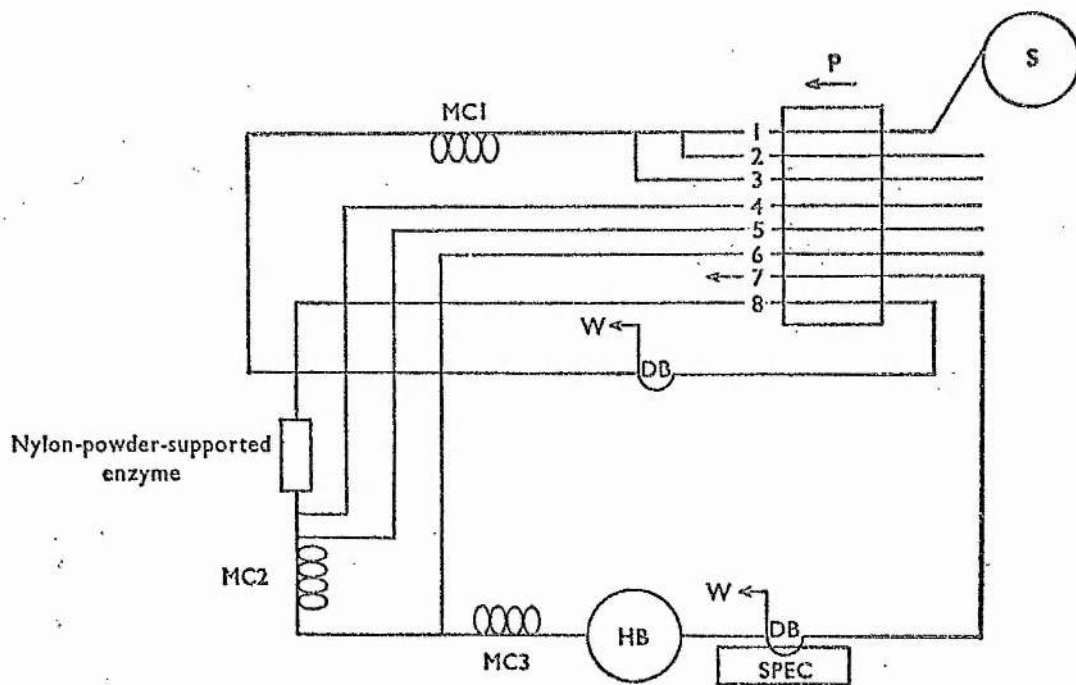 S
P
MC1
1
2
3
4
5
6
7
8
W
DB
Nylon-powder-supported
enzyme
MC2
W
MC3
HB
DB
SPEC